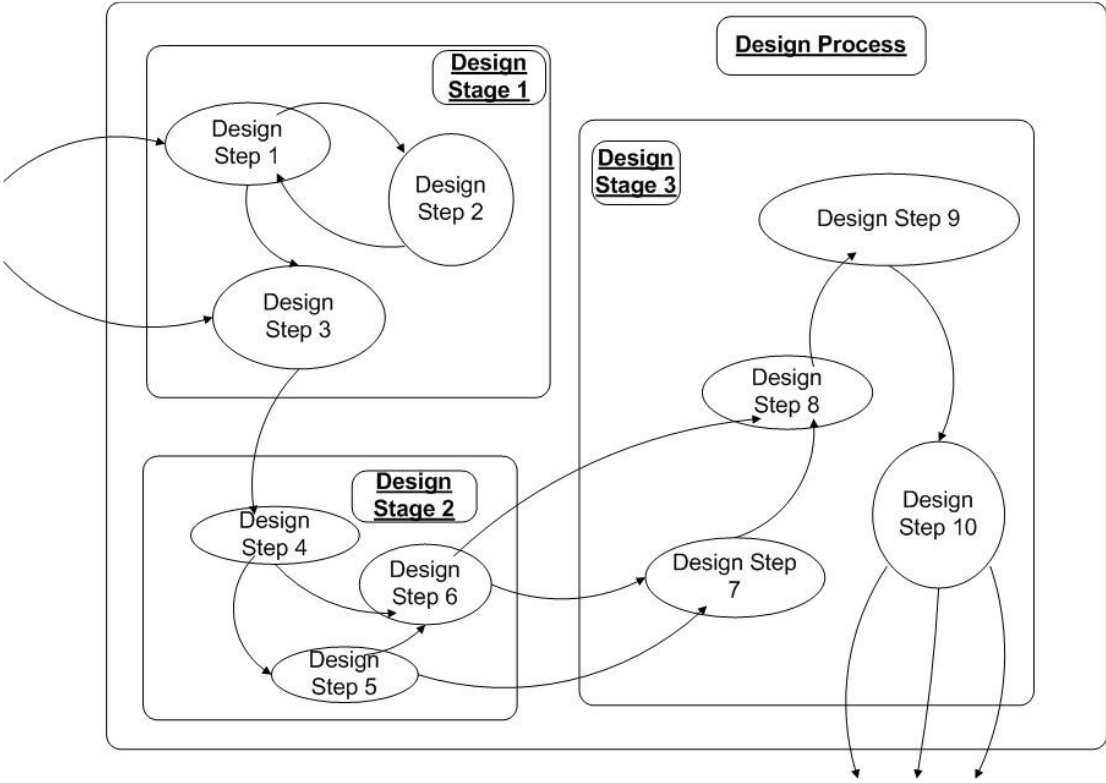 Design Process
Design
Stage 1
Design
Step 1
Design
Step 2
Design
Step 3
Design
Stage 2
Design
Step 4
Design
Step 6
Design
Step 5
Design
Stage 3
Design Step 9
Design
Step 8
Design
Step 10
Design Step
7